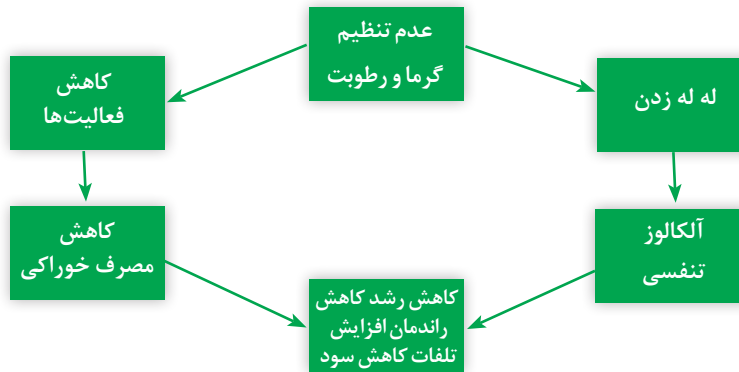 عدم تنظیم
گرما و رطوبت
له له زدن
کاهش
فعالیت‌ها
آلکالوز
تنفسی
کاهش
مصرف خوراکی
کاهش رشد کاهش
راندمان افزایش
تلفات کاهش سود